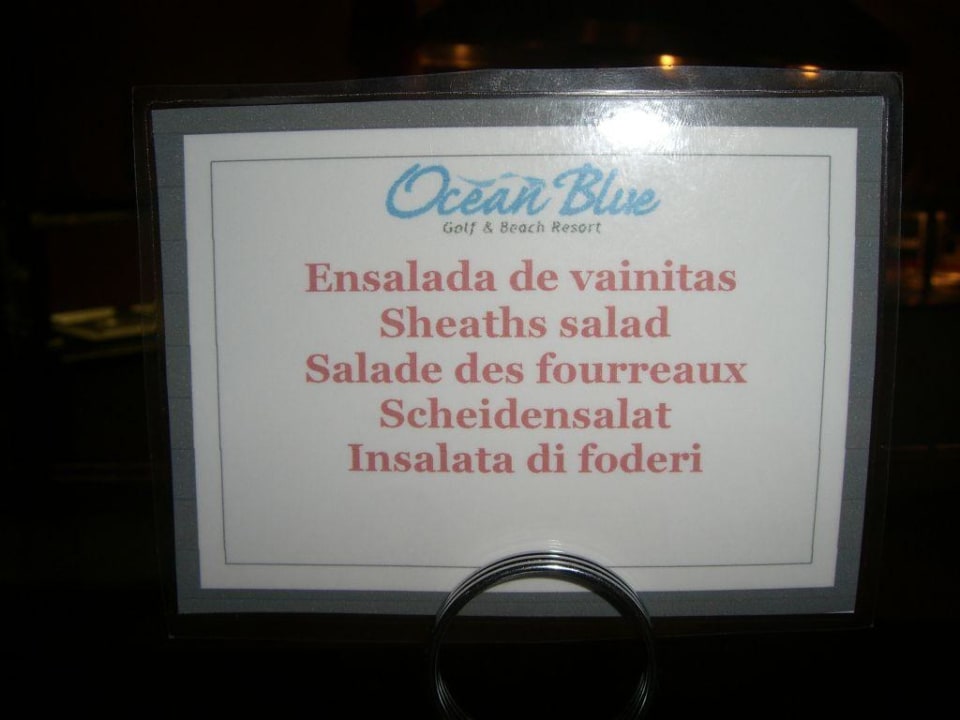 Ocean Blue
Golf & Beach Resort
Ensalada de vainitas
Sheaths salad
Salade des fourreaux
Scheidensalat
Insalata di foderi